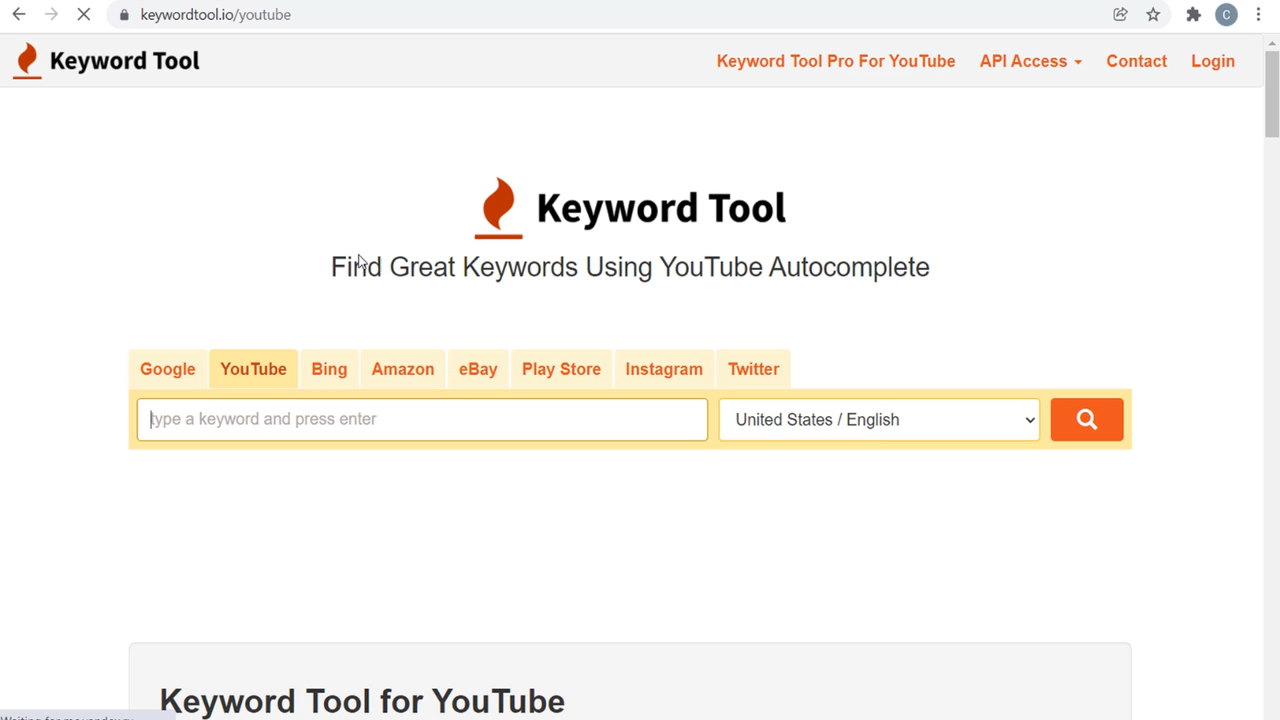 keywordtool.io/youtube
C
Keyword Tool
Keyword Tool Pro For YouTube
API Access
Contact
Login
Keyword Tool
Find Great Keywords Using YouTube Autocomplete
Google
YouTube
Bing
Amazon
eBay
Play Store
Instagram
Twitter
type a keyword and press enter
United States / English
Keyword Tool for YouTube